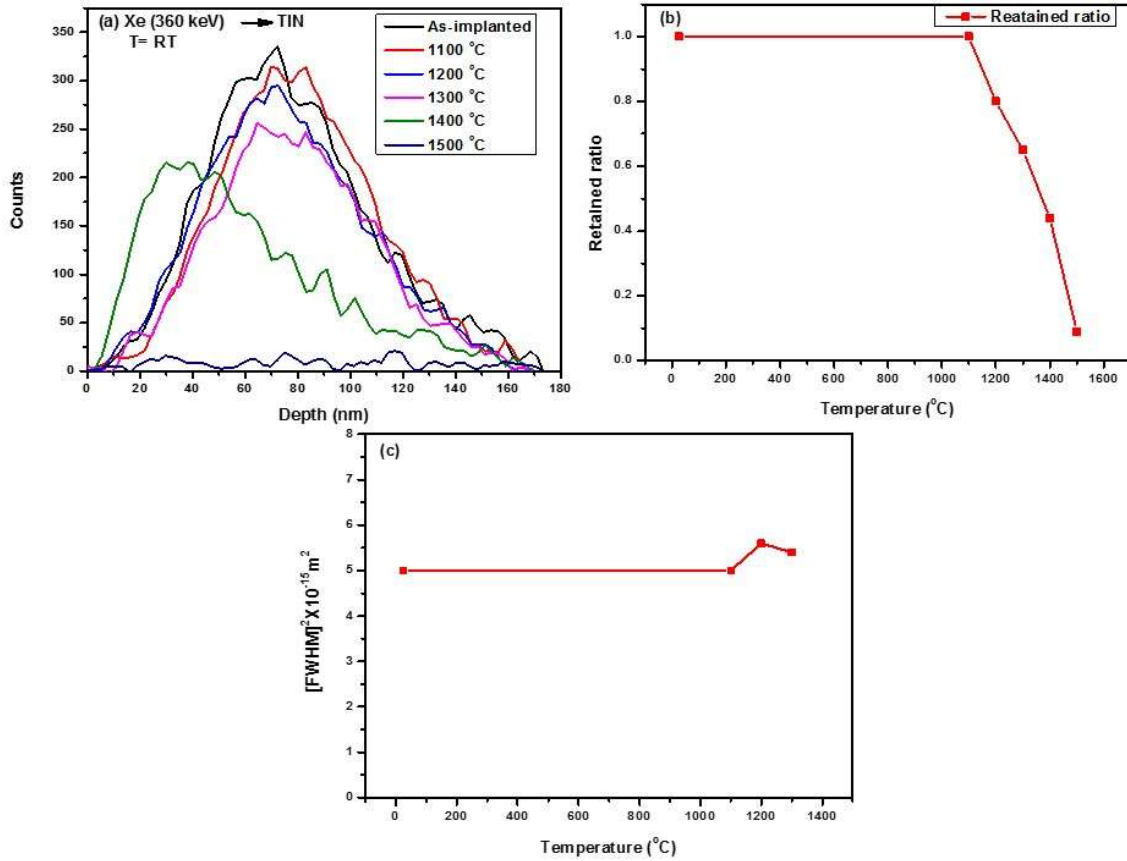 (a) Xe (360 keV) → TIN
T= RT
As-implanted
1100 °C
1200 °C
1300 °C
1400 °C
1500 °C
350
300
250
200
150
100
50
0
Counts
0 20 40 60 80 100 120 140 160 180
Depth (nm)
(b)
Reatained ratio
1.0
0.8
0.6
0.4
0.2
0.0
Retained ratio
0 200 400 600 800 1000 1200 1400 1600
Temperature (°C)
(c)
8
7
6
5
4
3
2
1
0
[FWHM]²X10⁻¹⁵m²
0 200 400 600 800 1000 1200 1400
Temperature (°C)